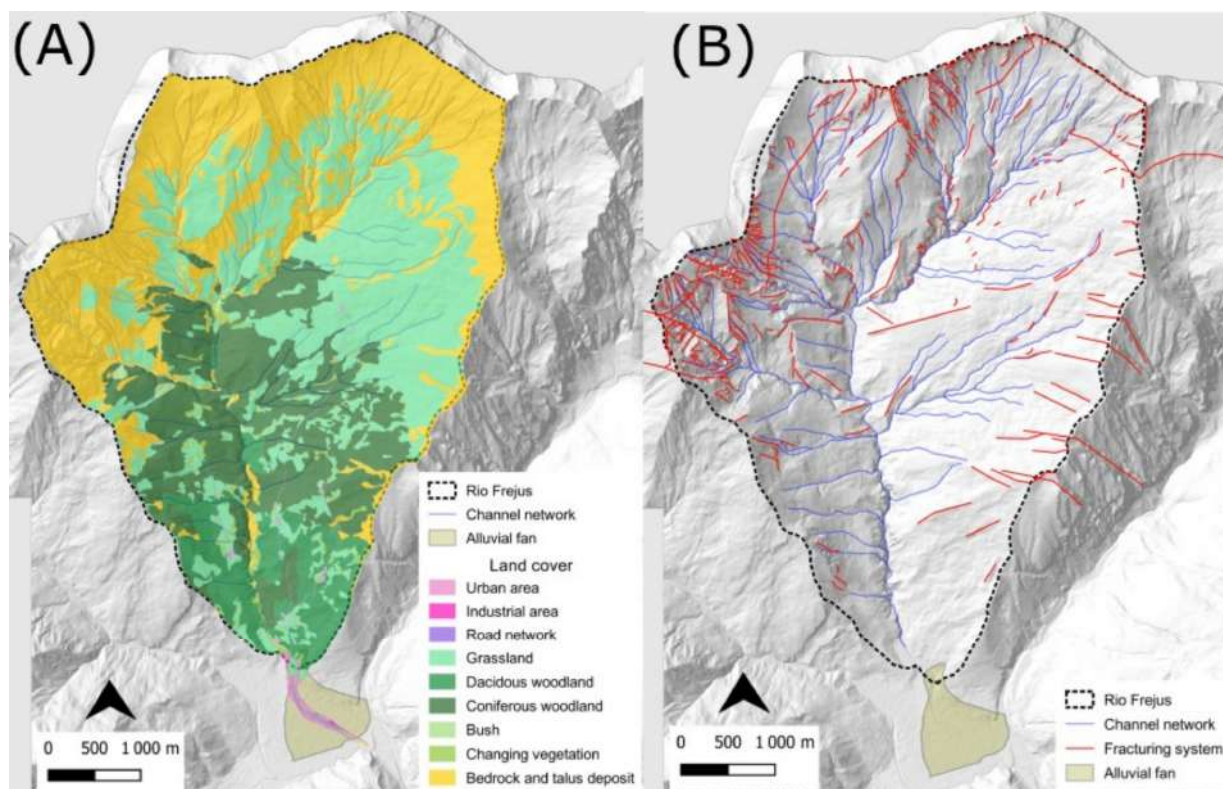 (A)
Rio Frejus
Channel network
Alluvial fan
Land cover
Urban area
Industrial area
Road network
Grassland
Dacidous woodland
Coniferous woodland
Bush
Changing vegetation
Bedrock and talus deposit
0 500 1 000 m
(B)
Rio Frejus
Channel network
Fracturing system
Alluvial fan
0 500 1 000 m